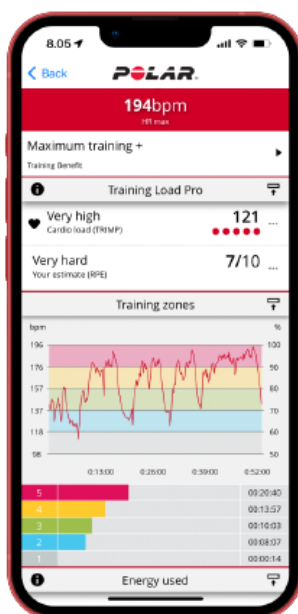 8.05
Back
POLAR.
194bpm
HR max
Maximum training +
Training Benefit
Training Load Pro
Very high 121 ...
Cardio load (TRIMP)
Very hard 7/10 ...
Your estimate (RPE)
Training zones
bpm %
196 100
176 90
157 80
137 70
118 60
98 50
0:13:00 0:26:00 0:39:00 0:52:00
5 00:20:40
4 00:13:57
3 00:10:03
2 00:08:07
1 00:00:14
Energy used